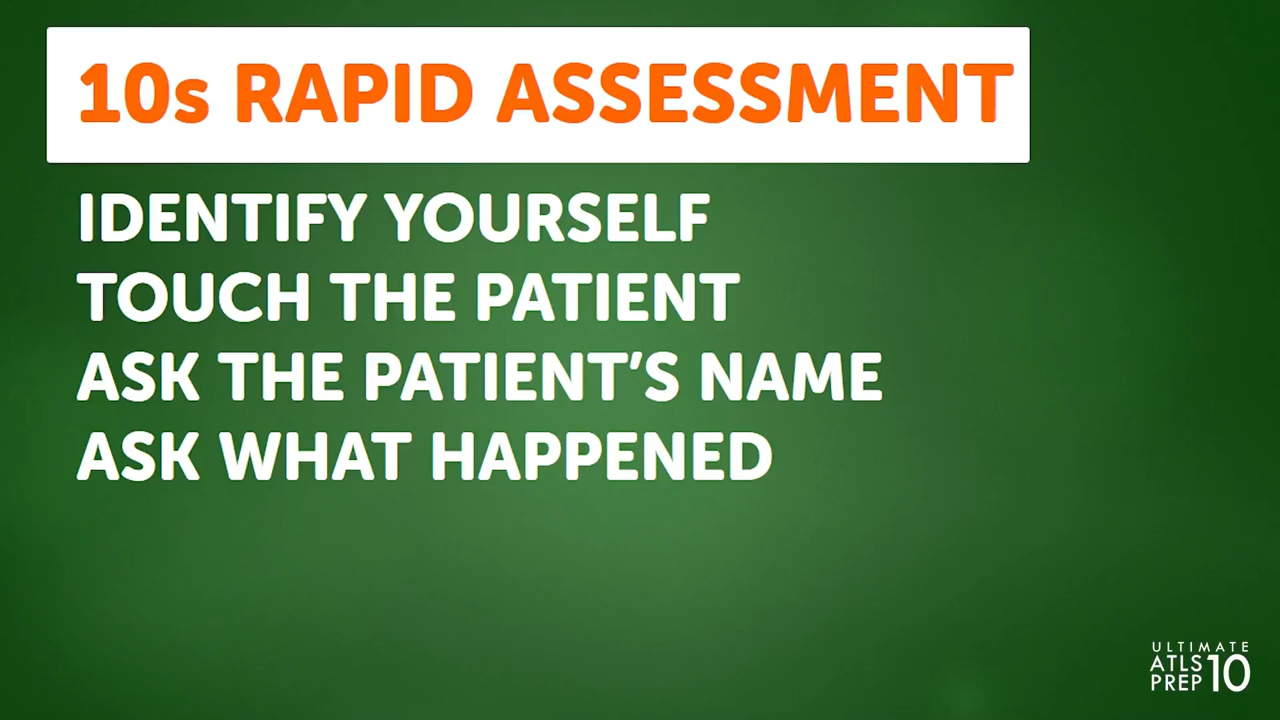 10s RAPID ASSESSMENT
IDENTIFY YOURSELF
TOUCH THE PATIENT
ASK THE PATIENT’S NAME
ASK WHAT HAPPENED
ULTIMATE
ATLS
PREP 10